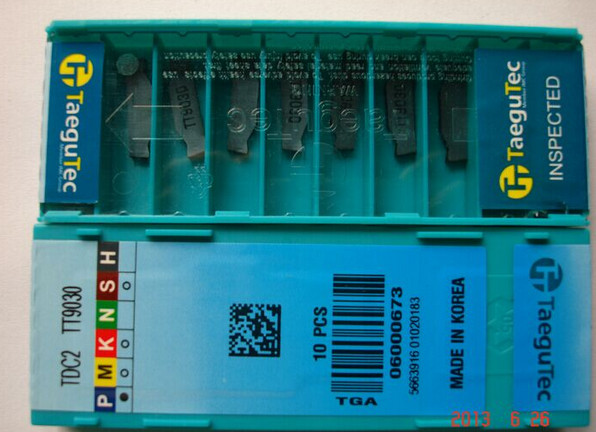 TaeguTec
TT9030
TaeguTec
INSPECTED
TDC2 TT9030
P M K N S H
10 PCS
TGA
06000673
5663916 01020183
MADE IN KOREA
TaeguTec
2013 6 26